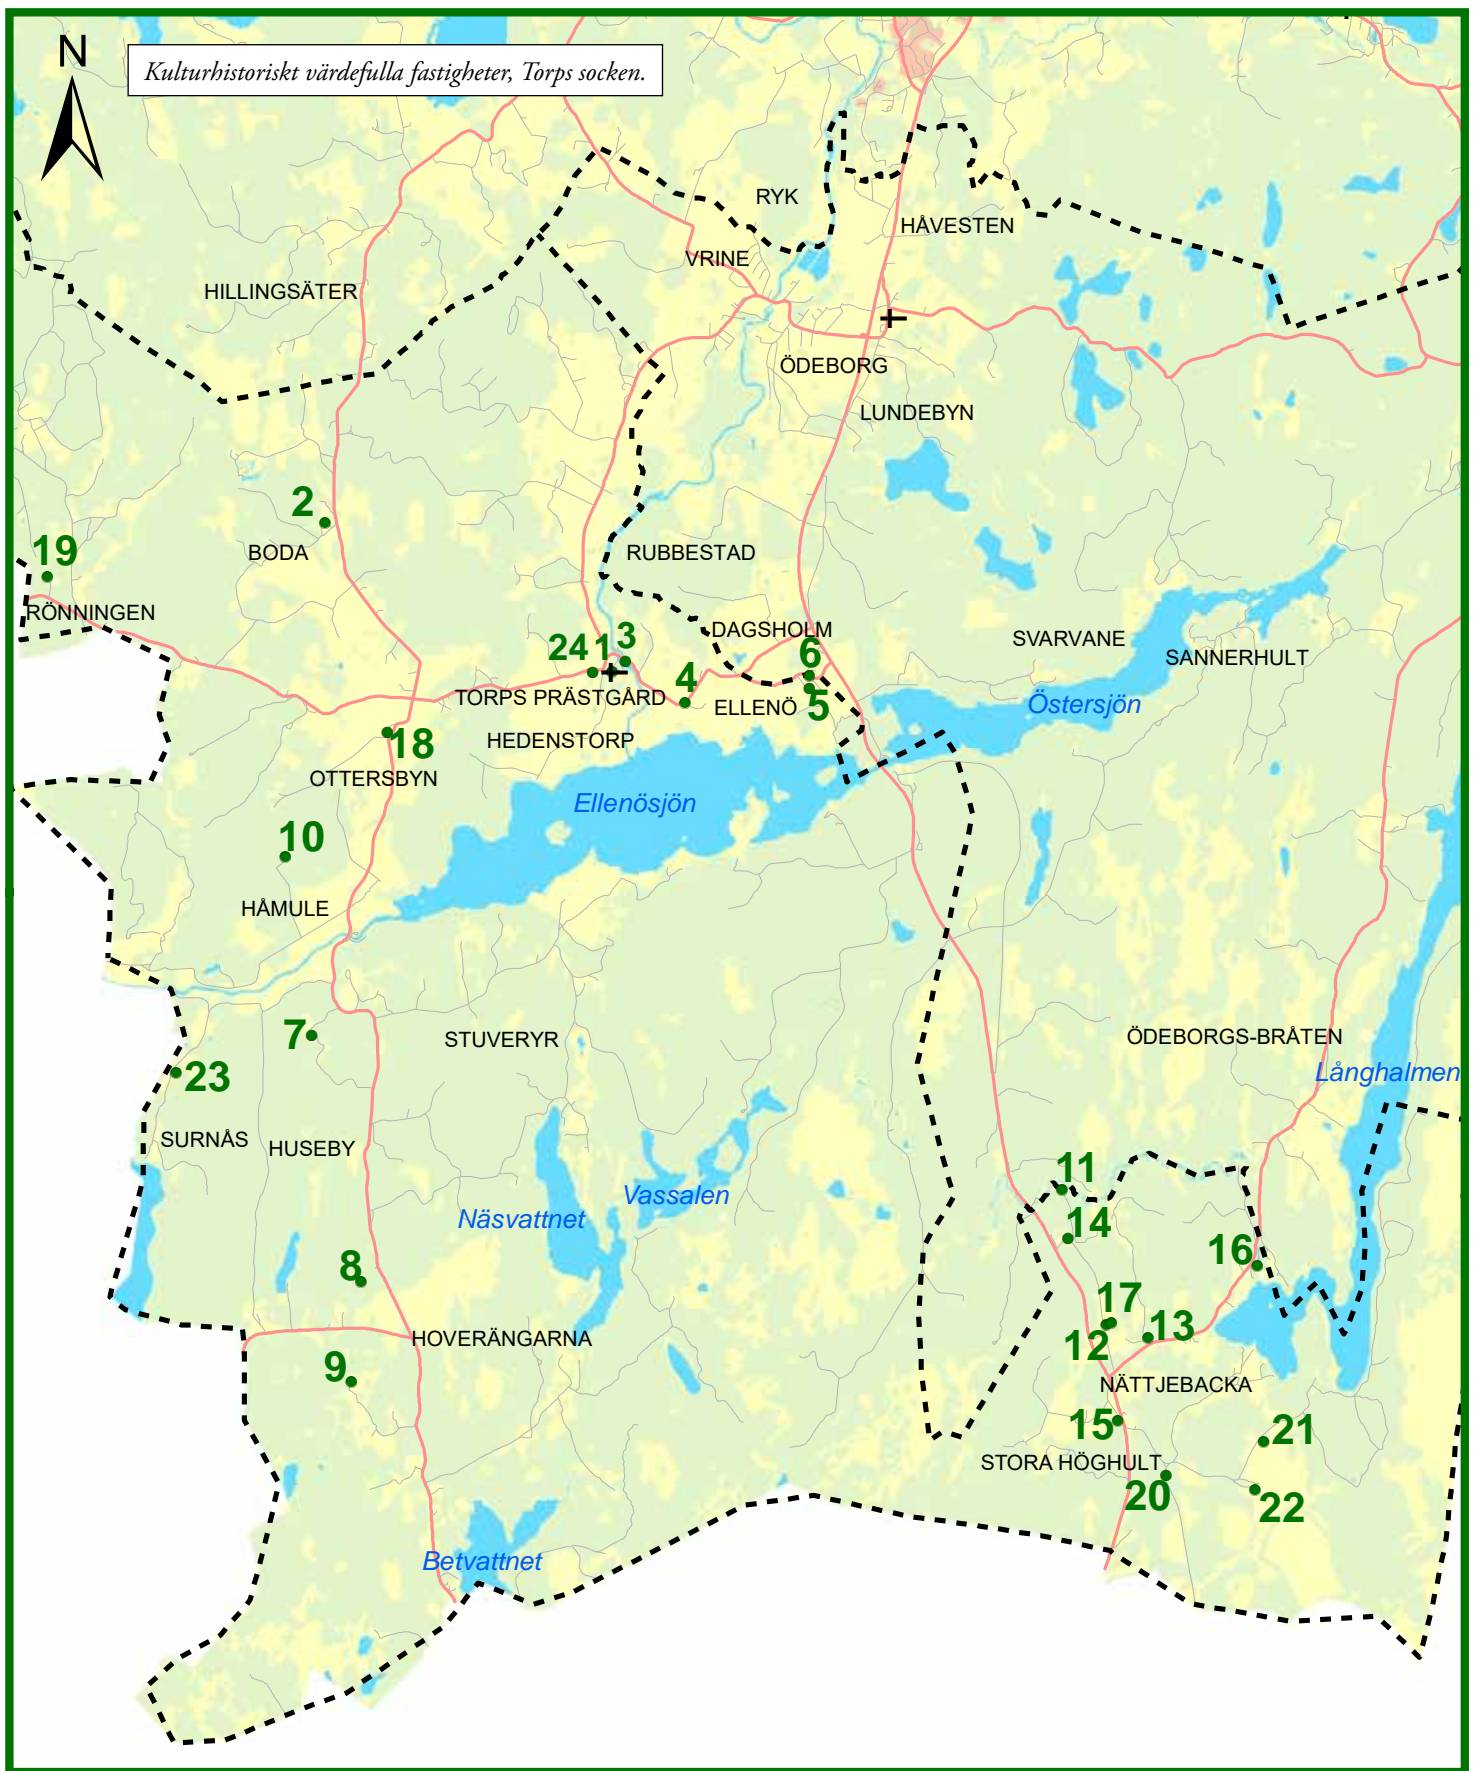 N
Kulturhistoriskt värdefulla fastigheter, Torps socken.
RYK
HÅVESTEN
VRINE
HILLINGSÄTER
ÖDEBORG
LUNDEBYN
2
BODA
RUBBESTAD
19
RÖNNINGEN
DAGSHOLM
SVARVANE
SANNERHULT
24 1 3
6
4
TORPS PRÄSTGÅRD
ELLENÖ
5
Östersjön
18
HEDENSTORP
OTTERSBYN
Ellenösjön
10
HÅMULE
7
STUVERYR
ÖDEBORGS-BRÅTEN
23
Långhalmen
SURNÅS
HUSEBY
11
Vassalen
Näsvattnet
14
16
8
17
13
12
HOVERÄNGARNA
9
NÄTTJEBACKA
15
21
STORA HÖGHULT
20
22
Betvattnet